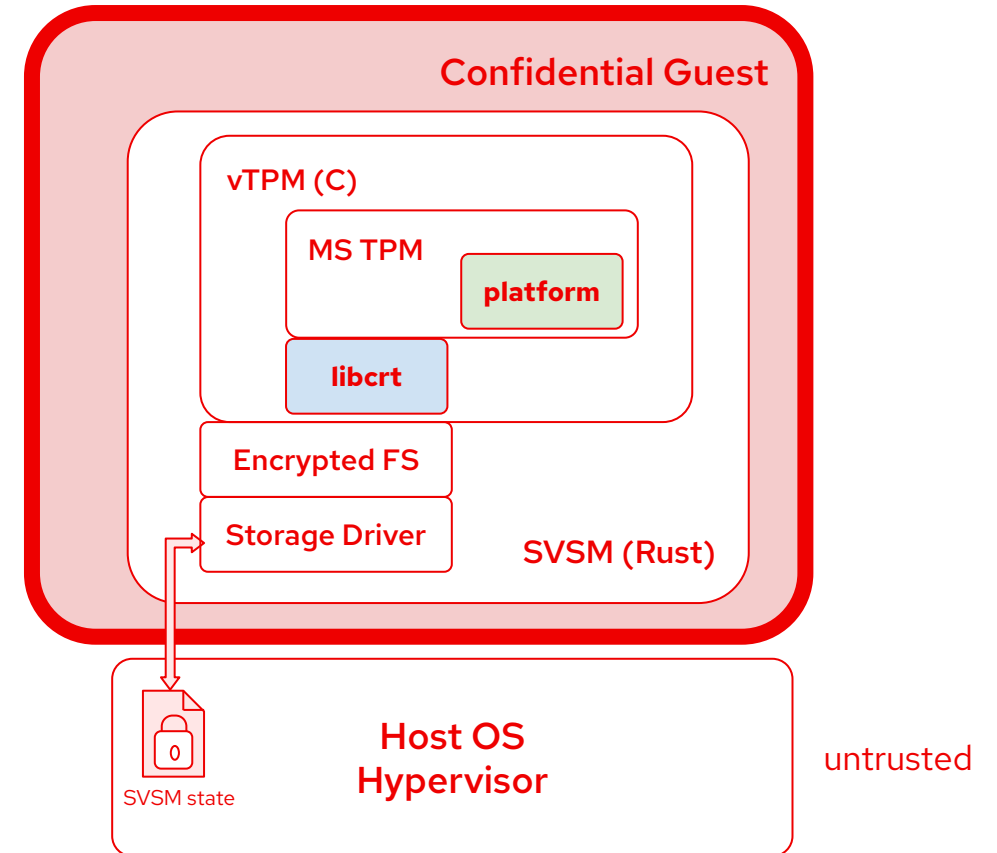 Confidential Guest
vTPM (C)
MS TPM
platform
libcrt
Encrypted FS
Storage Driver
SVSM (Rust)
Host OS
Hypervisor
untrusted
SVSM state